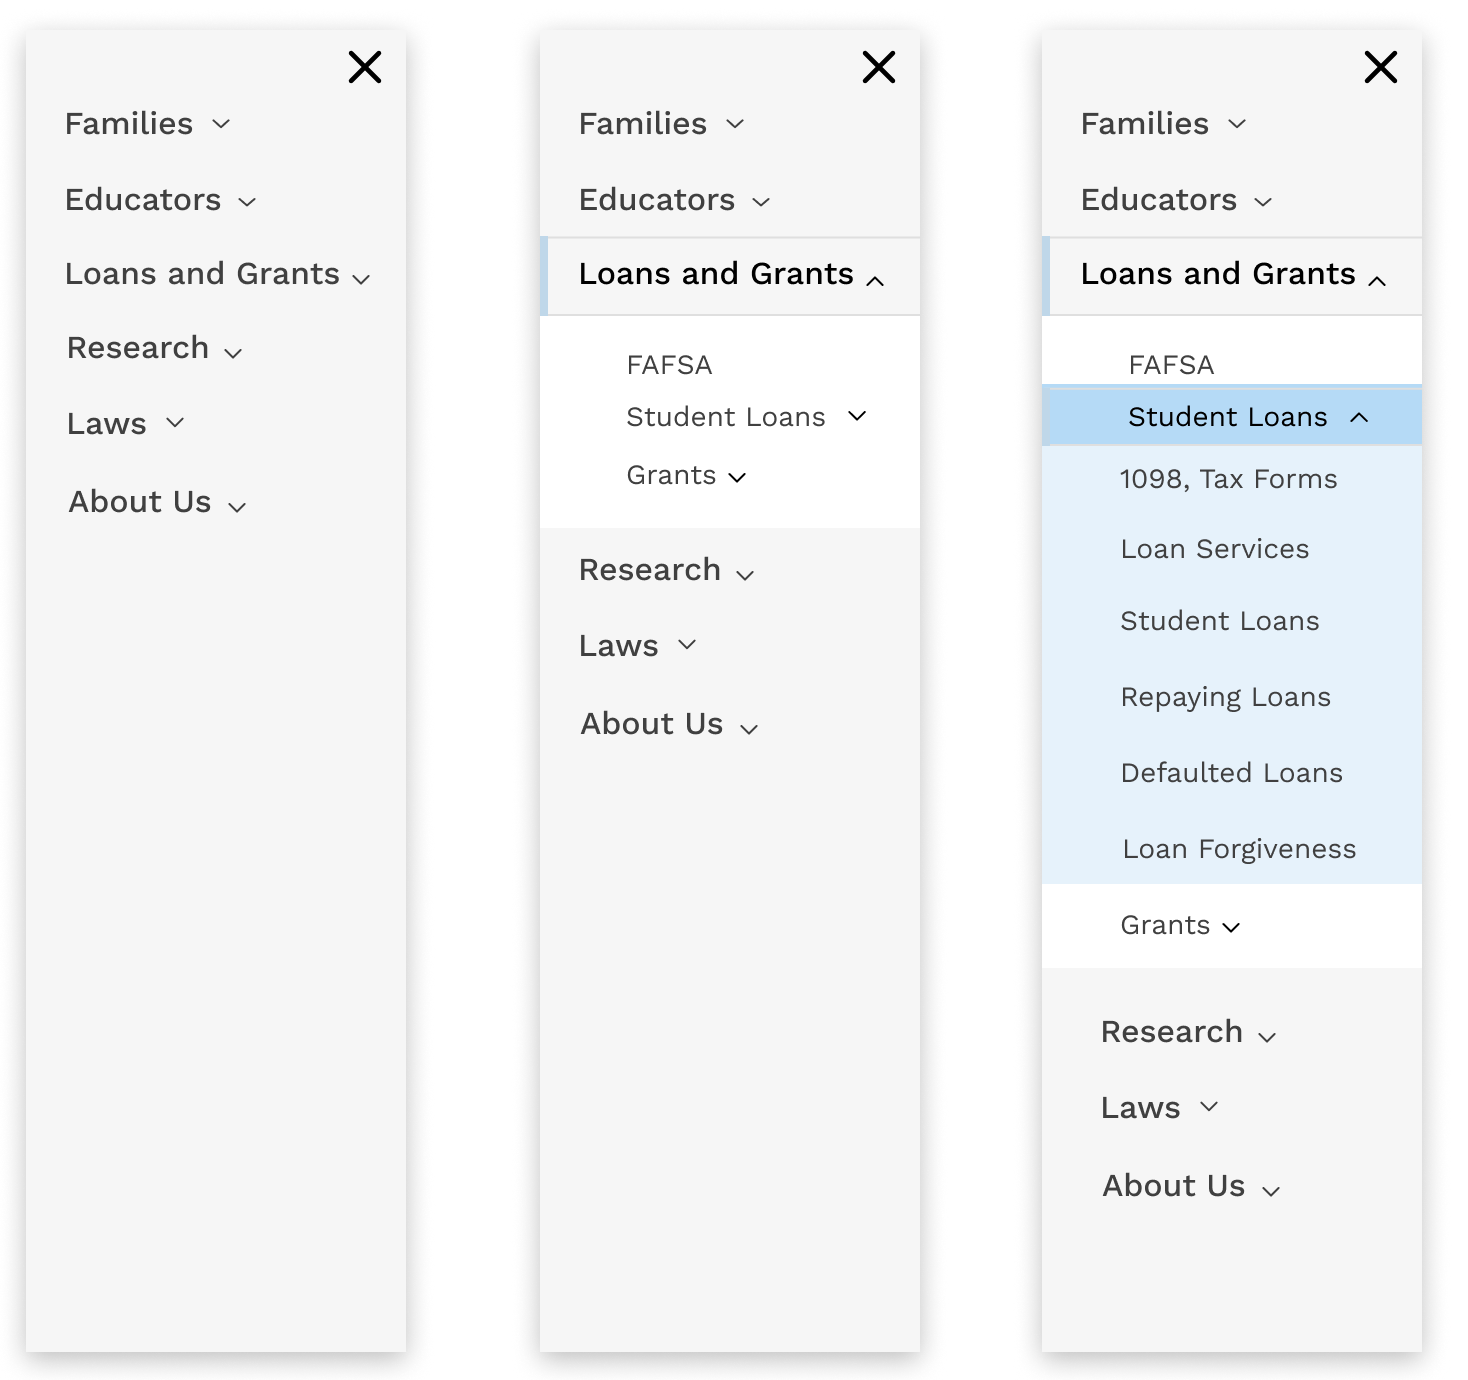 Families
Educators
Loans and Grants
Research
Laws
About Us
Families
Educators
Loans and Grants
FAFSA
Student Loans
Grants
Research
Laws
About Us
Families
Educators
Loans and Grants
FAFSA
Student Loans
1098, Tax Forms
Loan Services
Student Loans
Repaying Loans
Defaulted Loans
Loan Forgiveness
Grants
Research
Laws
About Us